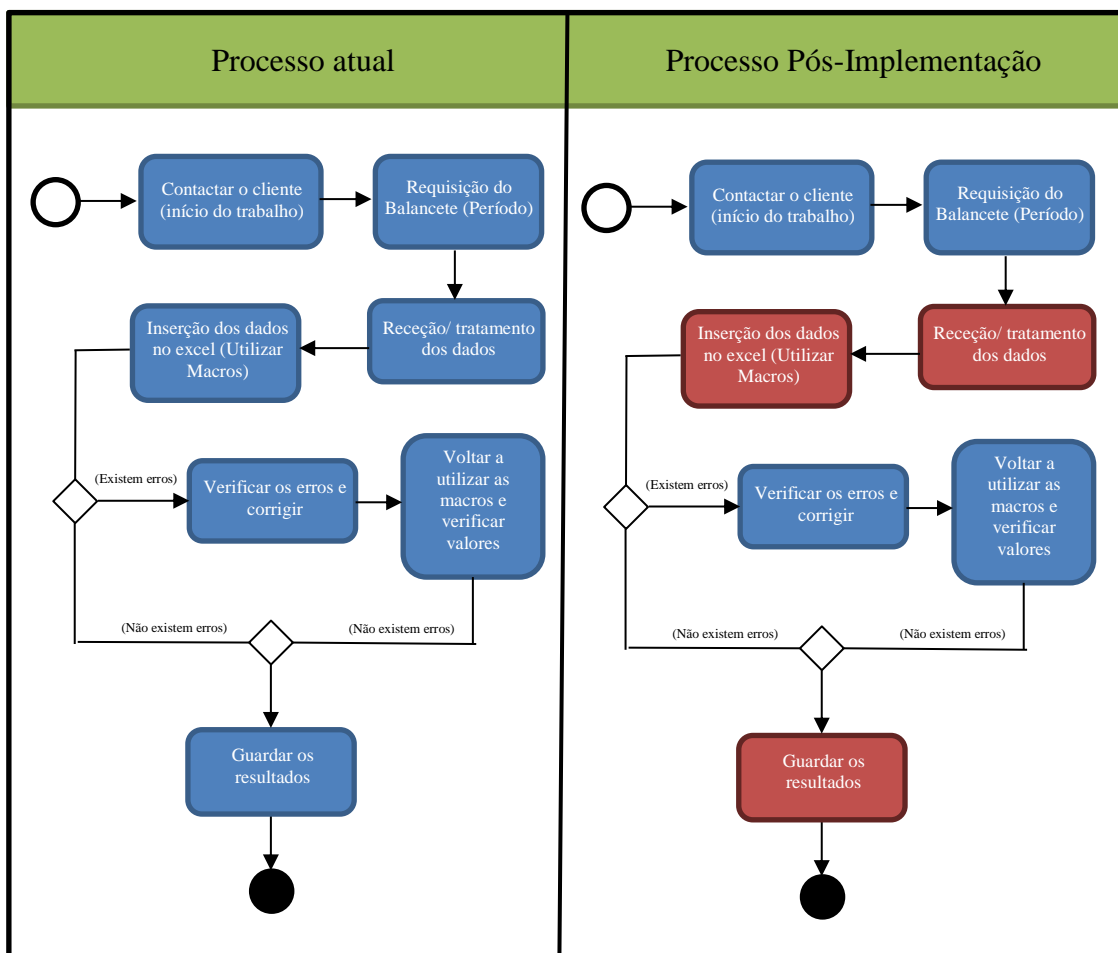 Processo atual
Contactar o cliente
(início do trabalho)
Requisição do
Balancete (Período)
Inserção dos dados
no excel (Utilizar
Macros)
Receção/ tratamento
dos dados
(Existem erros)
Verificar os erros e
corrigir
Voltar a
utilizar as
macros e
verificar
valores
(Não existem erros)
(Não existem erros)
Guardar os
resultados
Processo Pós-Implementação
Contactar o cliente
(início do trabalho)
Requisição do
Balancete (Período)
Inserção dos dados
no excel (Utilizar
Macros)
Receção/ tratamento
dos dados
(Existem erros)
Verificar os erros e
corrigir
Voltar a
utilizar as
macros e
verificar
valores
(Não existem erros)
(Não existem erros)
Guardar os
resultados